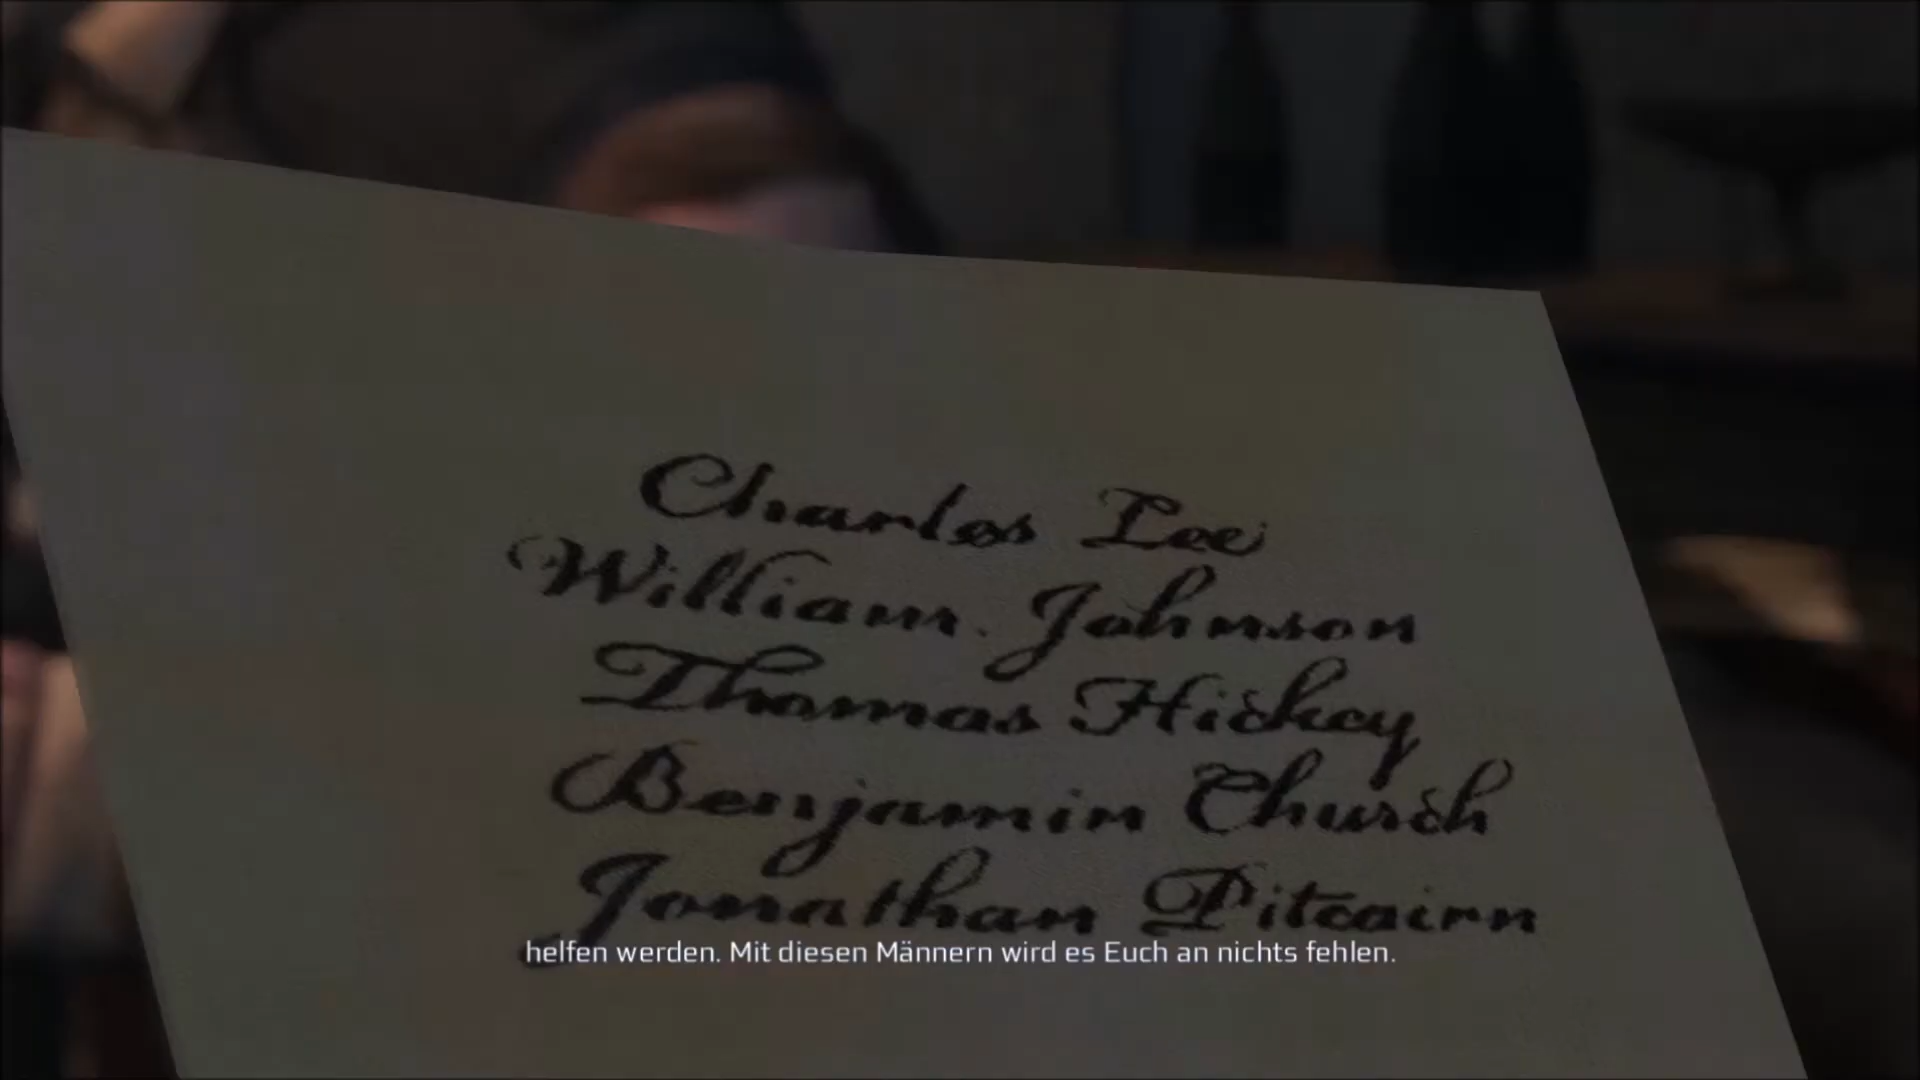 Charles Lee
William. Johnson
Thomas Hickey
Benjamin Church
Jonathan Pitcairn
helfen werden. Mit diesen Männern wird es Euch an nichts fehlen.